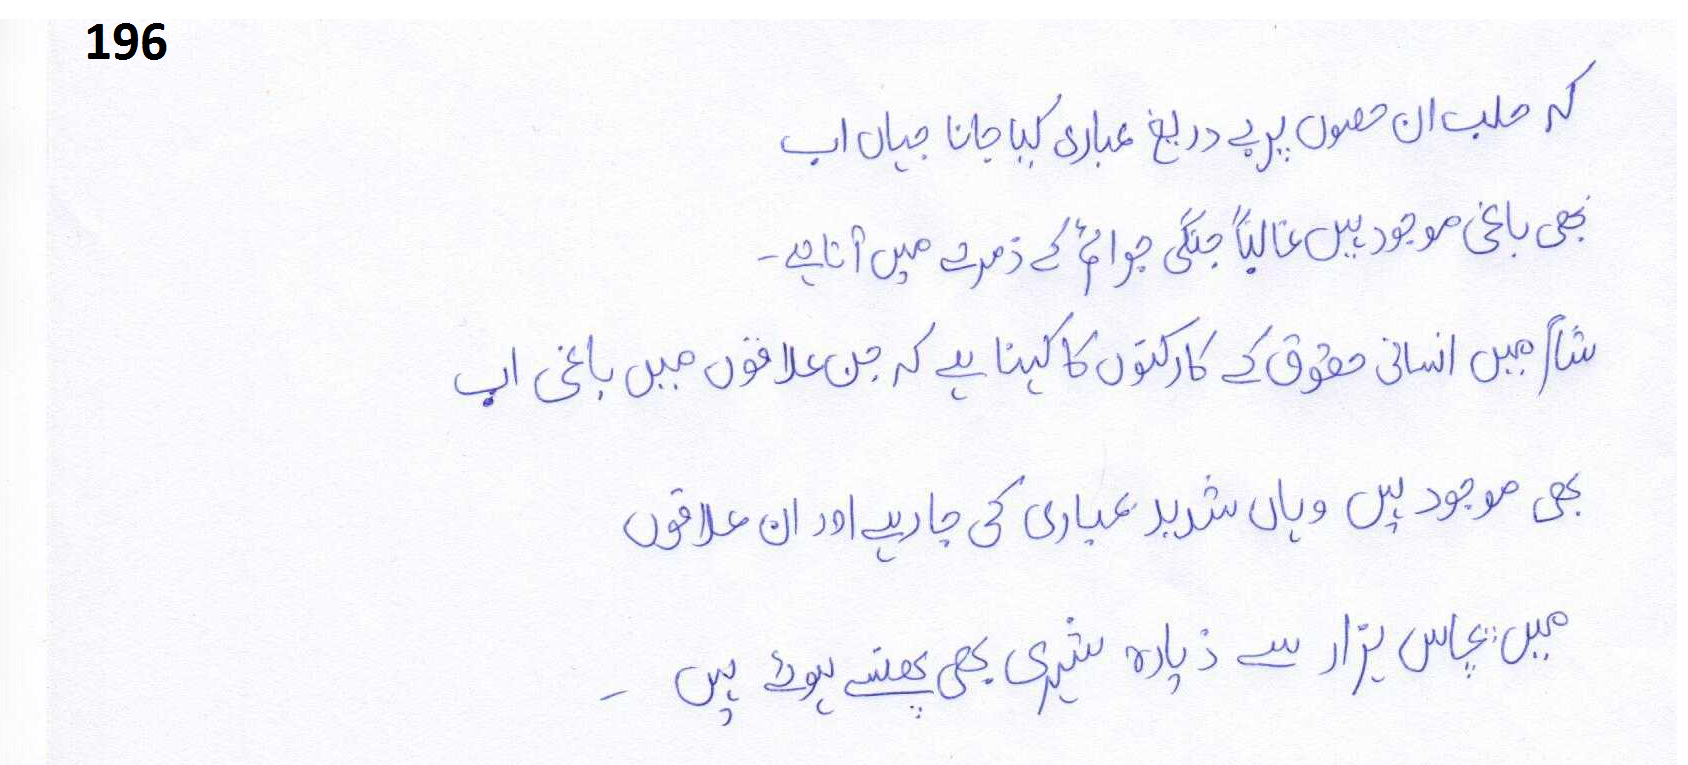 196
کہ حلب ان حصوں پر بے دریغ بمباری کیا جانا جہاں اب
بھی باغی موجود ہیں غالباً جنگی جرائم کے زمرے میں آتا ہے۔
شام میں انسانی حقوق کے کارکنوں کا کہنا ہے کہ جن علاقوں میں باغی اب
بھی موجود ہیں وہاں شدید بمباری کی جا رہی ہے اور ان علاقوں
میں پچاس ہزار سے زیادہ شہری بھی پھنسے ہوئے ہیں ۔